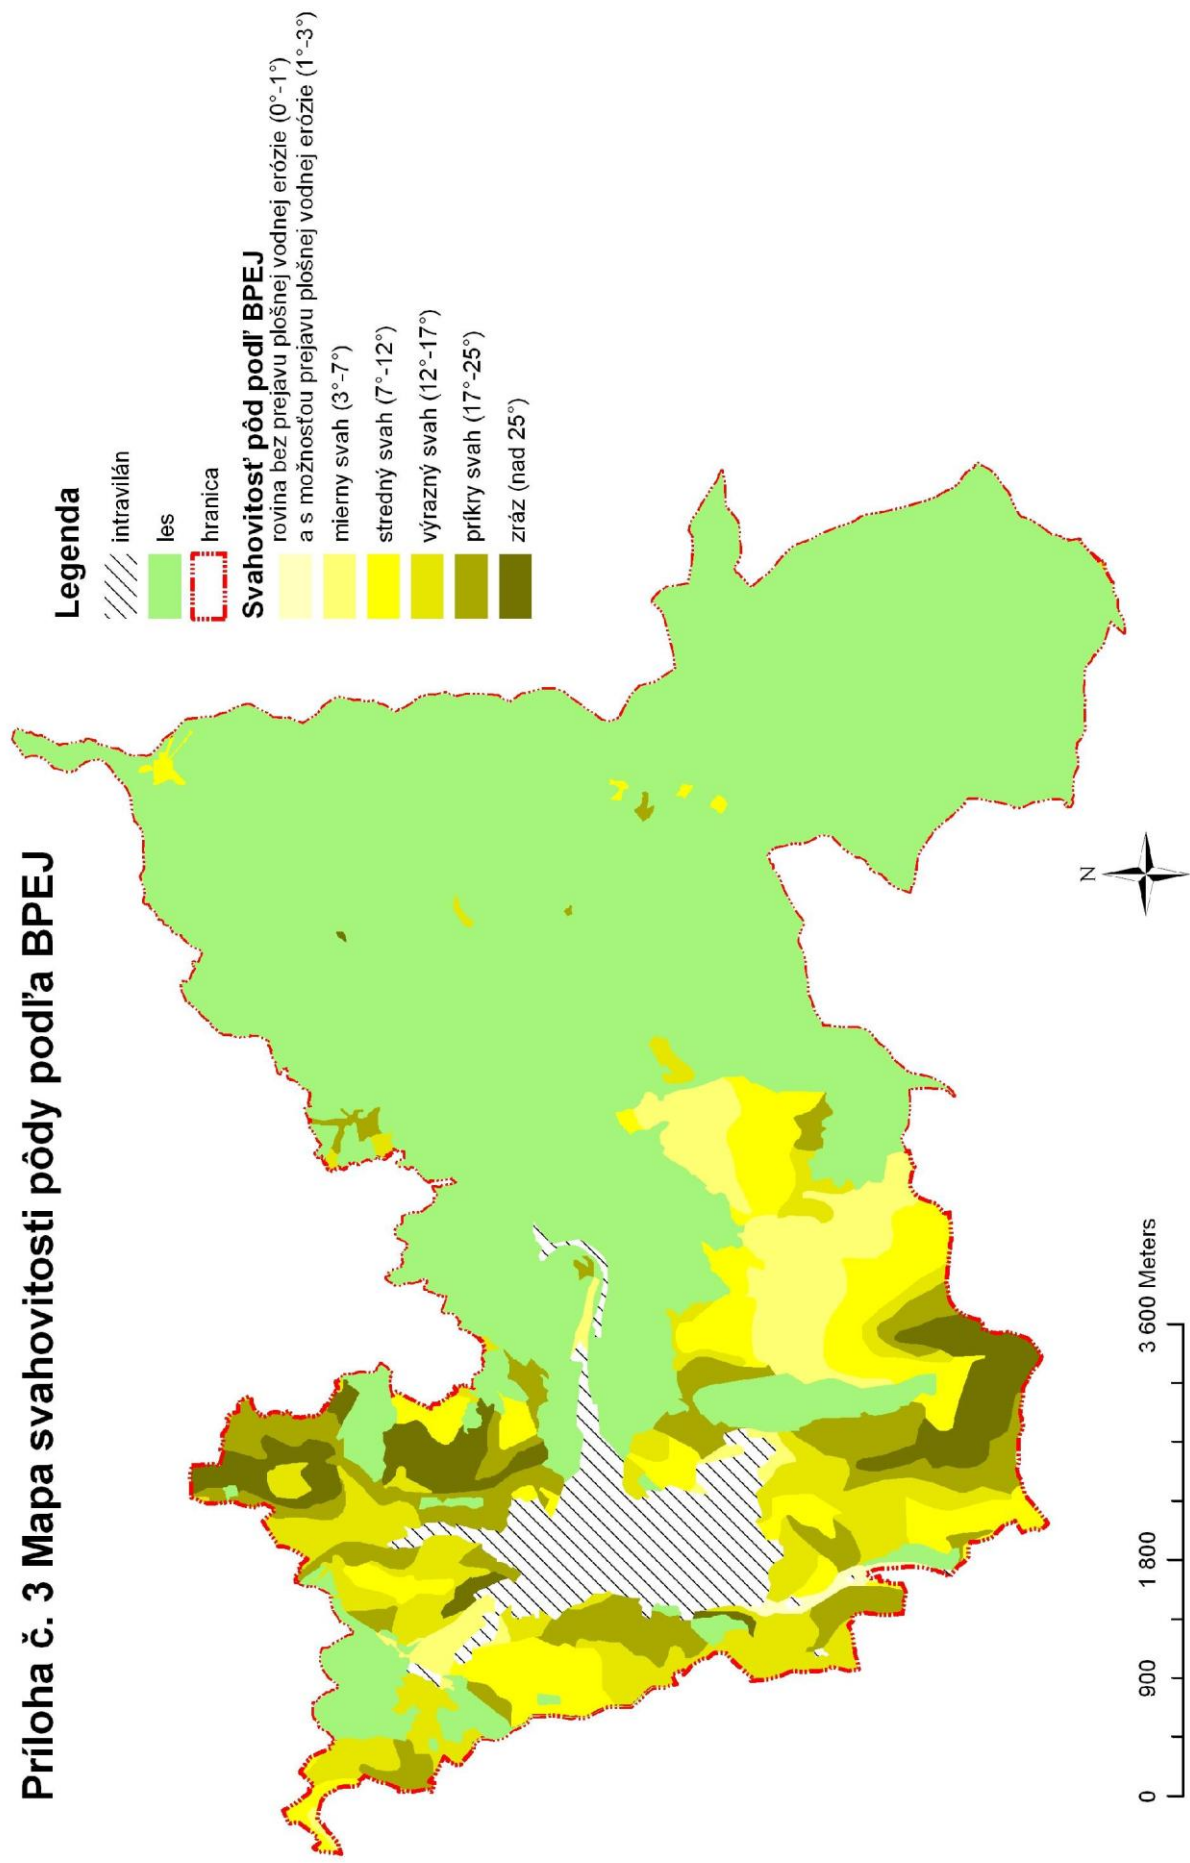 Príloha č. 3 Mapa svahovitosti pôdy podľa BPEJ
Legenda
intravilán
les
hranica
Svahovitosť pôd podľ BPEJ
rovina bez prejavu plošnej vodnej erózie (0°-1°)
a s možnosťou prejavu plošnej vodnej erózie (1°-3°)
mierny svah (3°-7°)
stredný svah (7°-12°)
výrazný svah (12°-17°)
príkry svah (17°-25°)
zráz (nad 25°)
N
0 900 1 800 3 600 Meters